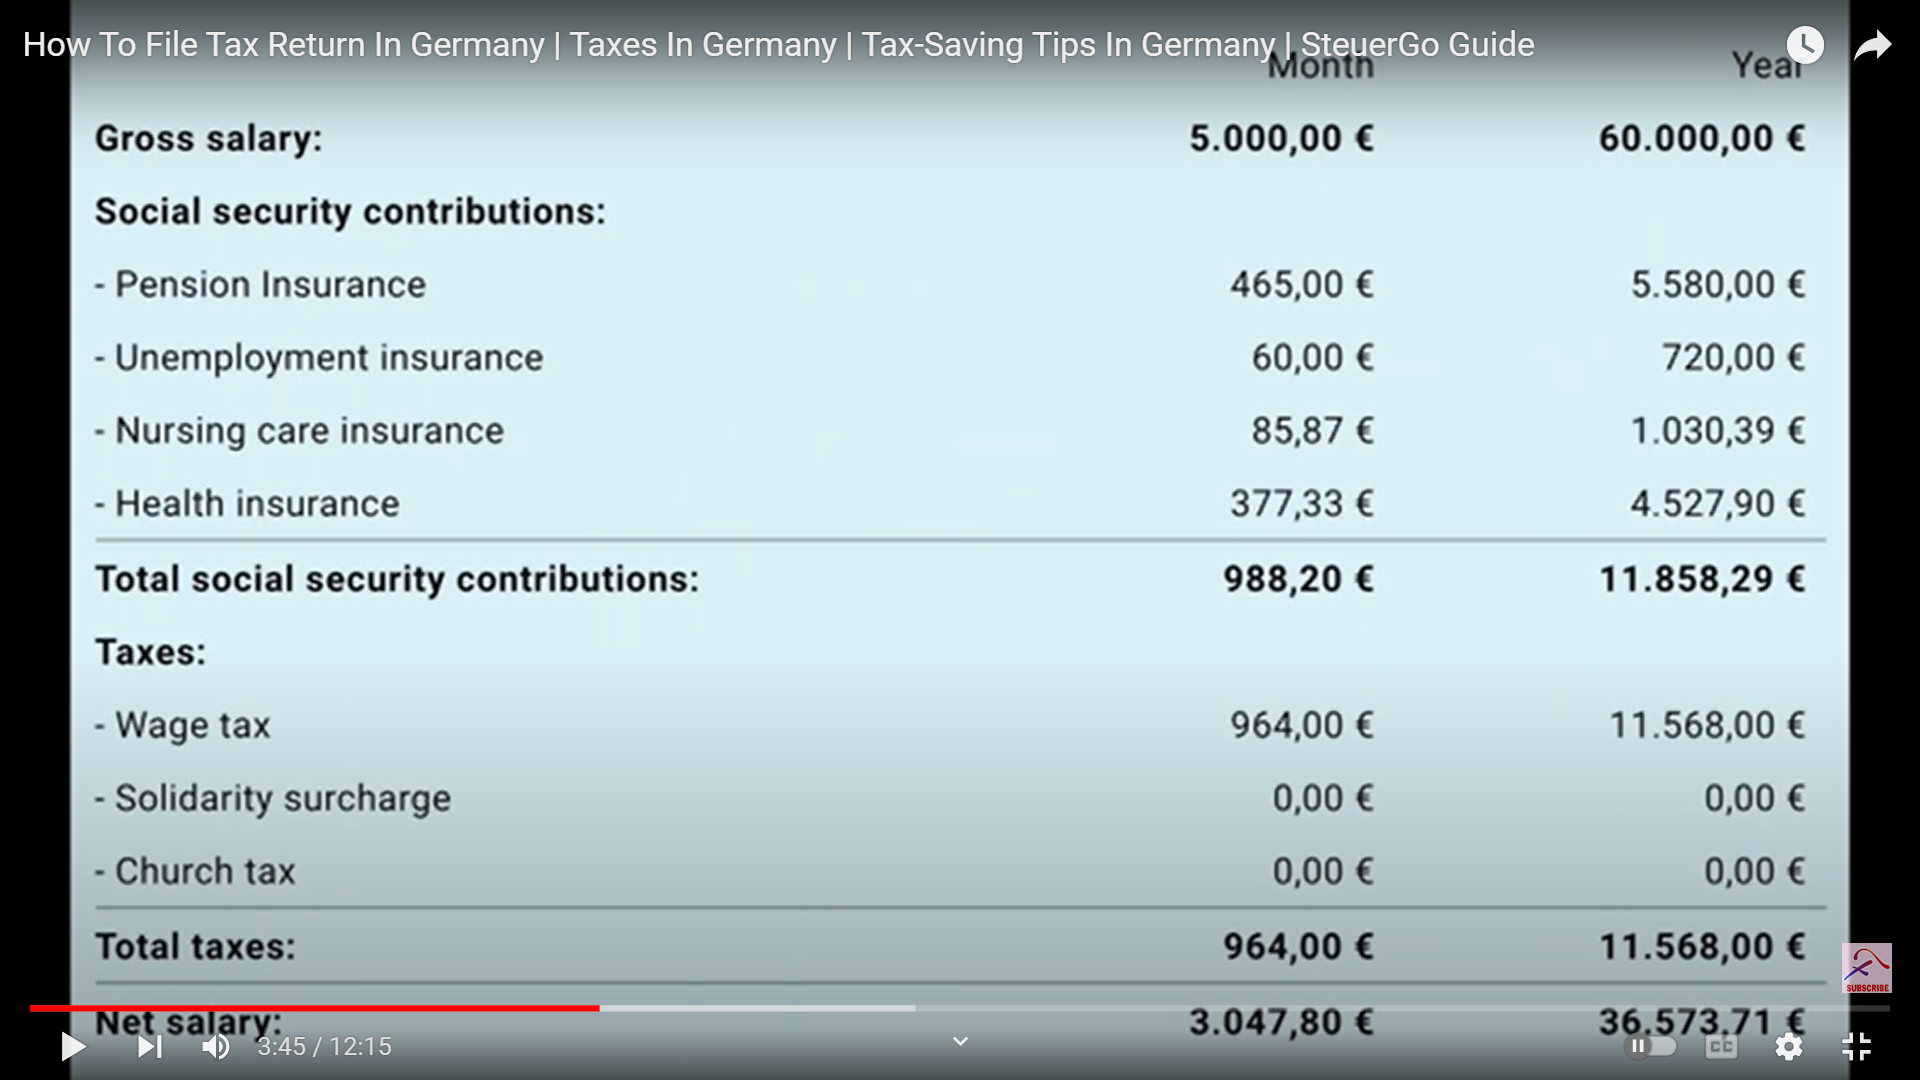 How To File Tax Return In Germany | Taxes In Germany | Tax-Saving Tips In Germany | SteuerGo Guide
Month Year
Gross salary: 5.000,00 € 60.000,00 €
Social security contributions:
- Pension Insurance 465,00 € 5.580,00 €
- Unemployment insurance 60,00 € 720,00 €
- Nursing care insurance 85,87 € 1.030,39 €
- Health insurance 377,33 € 4.527,90 €
Total social security contributions: 988,20 € 11.858,29 €
Taxes:
- Wage tax 964,00 € 11.568,00 €
- Solidarity surcharge 0,00 € 0,00 €
- Church tax 0,00 € 0,00 €
Total taxes: 964,00 € 11.568,00 €
SUBSCRIBE
Net salary: 3.047,80 € 36.573,71 €
3:45 / 12:15
CC